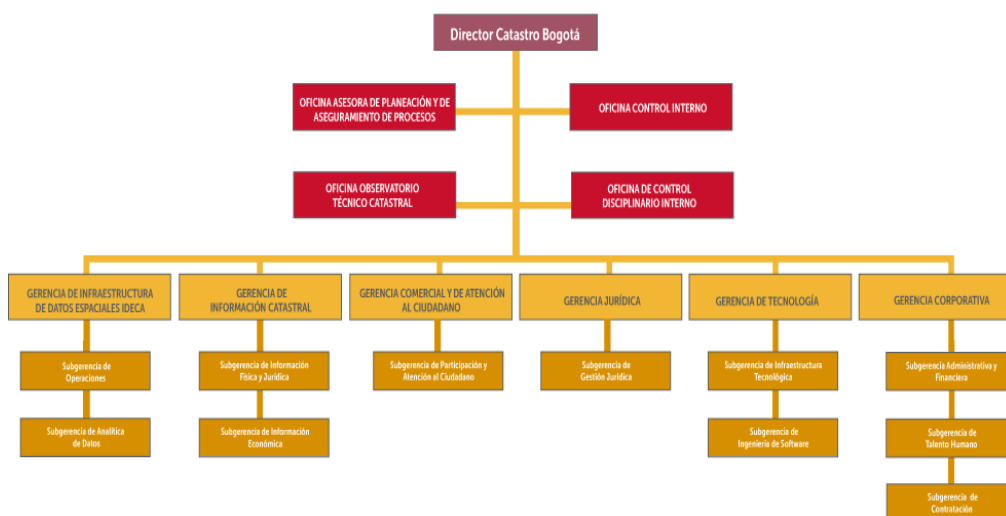 Director Catastro Bogotá
OFICINA ASESORA DE PLANEACIÓN Y DE
ASEGURAMIENTO DE PROCESOS
OFICINA CONTROL INTERNO
OFICINA OBSERVATORIO
TÉCNICO CATASTRAL
OFICINA DE CONTROL
DISCIPLINARIO INTERNO
GERENCIA DE INFRAESTRUCTURA
DE DATOS ESPACIALES IDECA
GERENCIA DE
INFORMACIÓN CATASTRAL
GERENCIA COMERCIAL Y DE ATENCIÓN
AL CIUDADANO
GERENCIA JURÍDICA
GERENCIA DE TECNOLOGÍA
GERENCIA CORPORATIVA
Subgerencia de
Operaciones
Subgerencia de Información
Física y Jurídica
Subgerencia de Participación y
Atención al Ciudadano
Subgerencia de
Gestión Jurídica
Subgerencia de Infraestructura
Tecnológica
Subgerencia Administrativa y
Financiera
Subgerencia de Analítica
de Datos
Subgerencia de Información
Económica
Subgerencia de
Ingeniería de Software
Subgerencia de
Talento Humano
Subgerencia de
Contratación